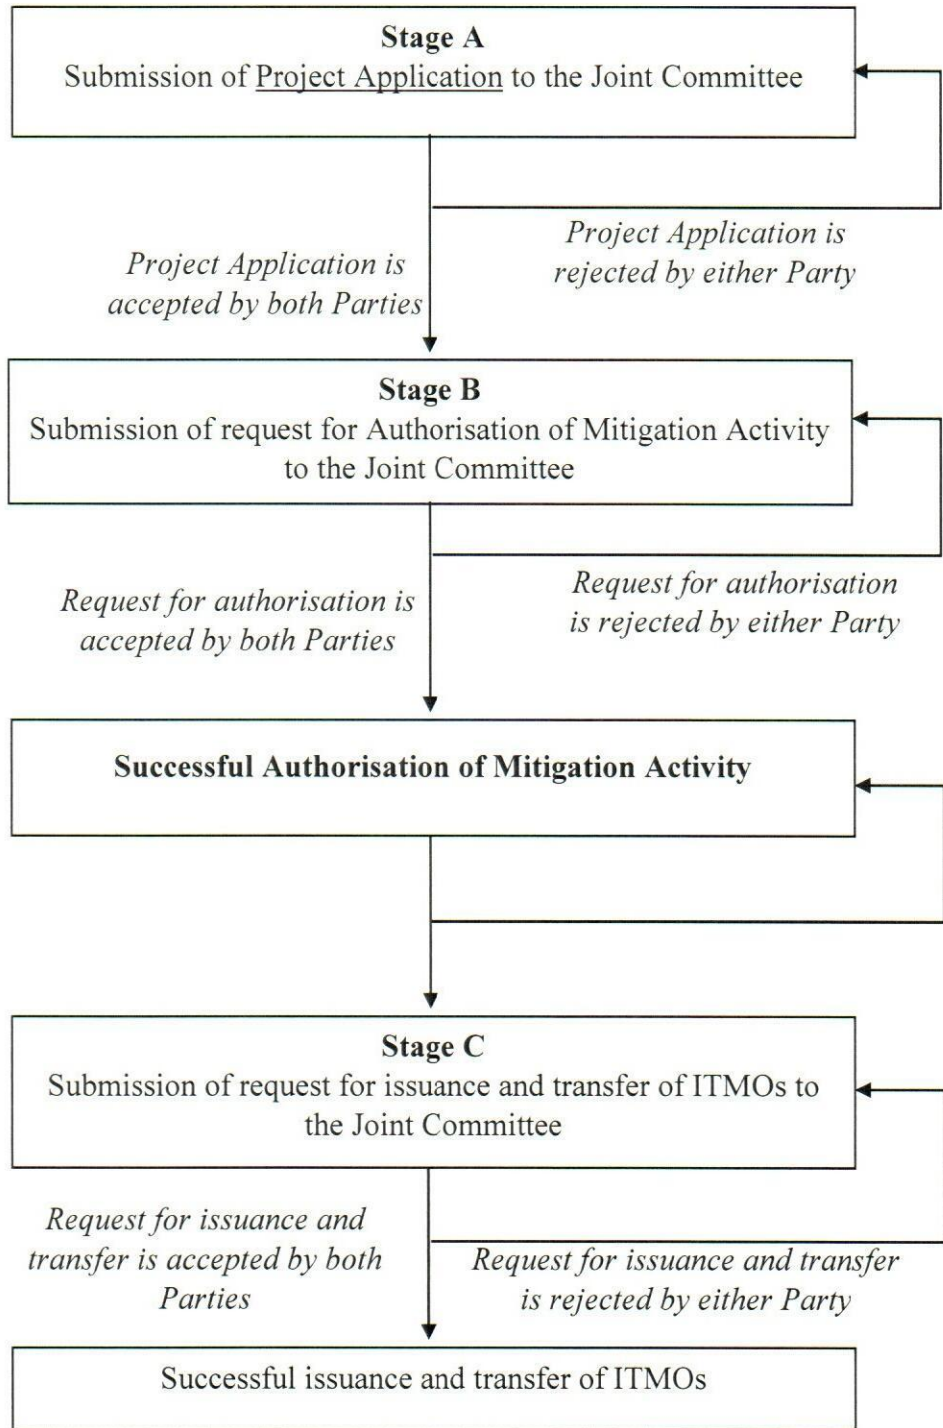 Stage A
Submission of Project Application to the Joint Committee
Project Application is
rejected by either Party
Project Application is
accepted by both Parties
Stage B
Submission of request for Authorisation of Mitigation Activity
to the Joint Committee
Request for authorisation
is rejected by either Party
Request for authorisation is
accepted by both Parties
Successful Authorisation of Mitigation Activity
Stage C
Submission of request for issuance and transfer of ITMOs to
the Joint Committee
Request for issuance and
transfer is accepted by both
Parties
Request for issuance and transfer
is rejected by either Party
Successful issuance and transfer of ITMOs